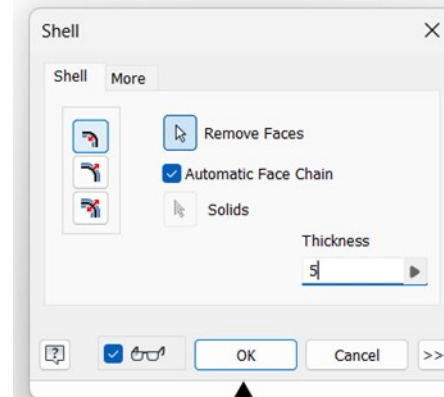 Shell
Shell
More
Remove Faces
Automatic Face Chain
Solids
Thickness
5
?
OK
Cancel
>>